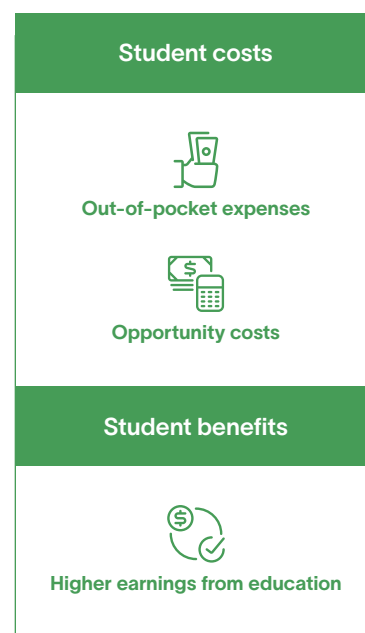 Student costs
Out-of-pocket expenses
$
Opportunity costs
Student benefits
$
Higher earnings from education